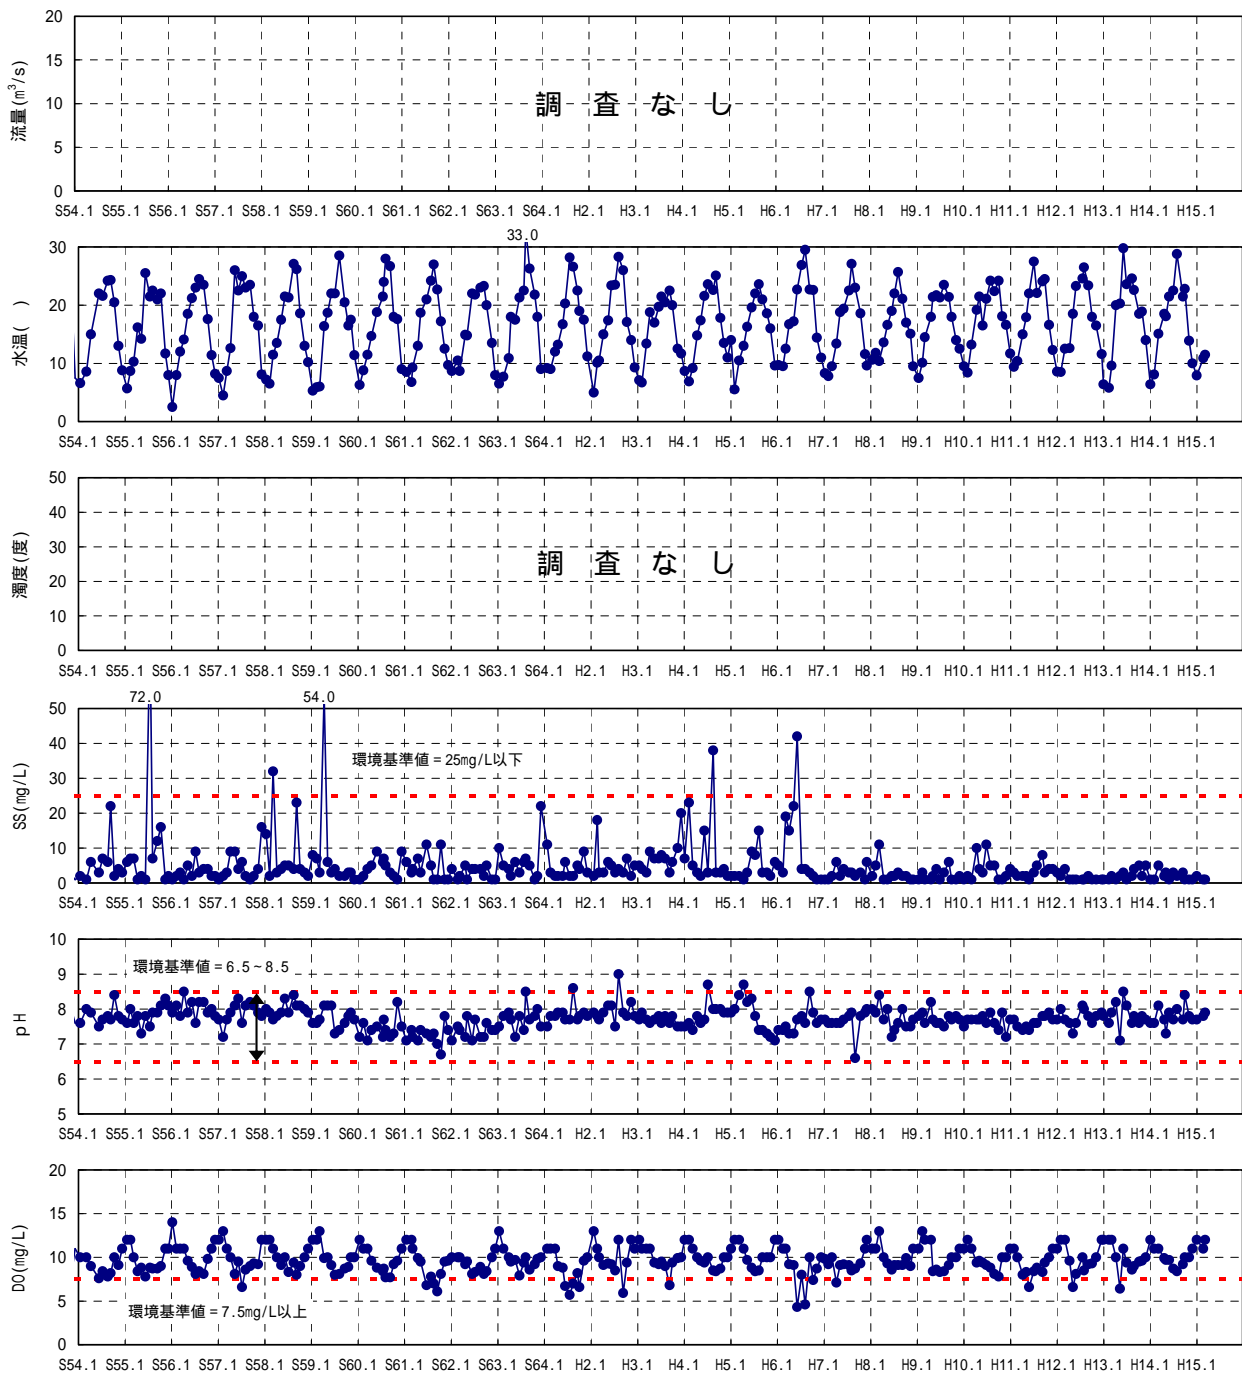 20
15
10
5
0
流量(m³/s)
調 査 な し
S54.1 S55.1 S56.1 S57.1 S58.1 S59.1 S60.1 S61.1 S62.1 S63.1 S64.1 H2.1 H3.1 H4.1 H5.1 H6.1 H7.1 H8.1 H9.1 H10.1 H11.1 H12.1 H13.1 H14.1 H15.1
33.0
30
20
10
0
水温( )
S54.1 S55.1 S56.1 S57.1 S58.1 S59.1 S60.1 S61.1 S62.1 S63.1 S64.1 H2.1 H3.1 H4.1 H5.1 H6.1 H7.1 H8.1 H9.1 H10.1 H11.1 H12.1 H13.1 H14.1 H15.1
50
40
30
20
10
0
濁度(度)
調 査 な し
S54.1 S55.1 S56.1 S57.1 S58.1 S59.1 S60.1 S61.1 S62.1 S63.1 S64.1 H2.1 H3.1 H4.1 H5.1 H6.1 H7.1 H8.1 H9.1 H10.1 H11.1 H12.1 H13.1 H14.1 H15.1
72.0 54.0
50
40
30
20
10
0
SS(mg/L)
環境基準値＝25mg/L以下
S54.1 S55.1 S56.1 S57.1 S58.1 S59.1 S60.1 S61.1 S62.1 S63.1 S64.1 H2.1 H3.1 H4.1 H5.1 H6.1 H7.1 H8.1 H9.1 H10.1 H11.1 H12.1 H13.1 H14.1 H15.1
10
9
8
7
6
5
pH
環境基準値＝6.5~8.5
S54.1 S55.1 S56.1 S57.1 S58.1 S59.1 S60.1 S61.1 S62.1 S63.1 S64.1 H2.1 H3.1 H4.1 H5.1 H6.1 H7.1 H8.1 H9.1 H10.1 H11.1 H12.1 H13.1 H14.1 H15.1
20
15
10
5
0
DO(mg/L)
環境基準値＝7.5mg/L以上
S54.1 S55.1 S56.1 S57.1 S58.1 S59.1 S60.1 S61.1 S62.1 S63.1 S64.1 H2.1 H3.1 H4.1 H5.1 H6.1 H7.1 H8.1 H9.1 H10.1 H11.1 H12.1 H13.1 H14.1 H15.1